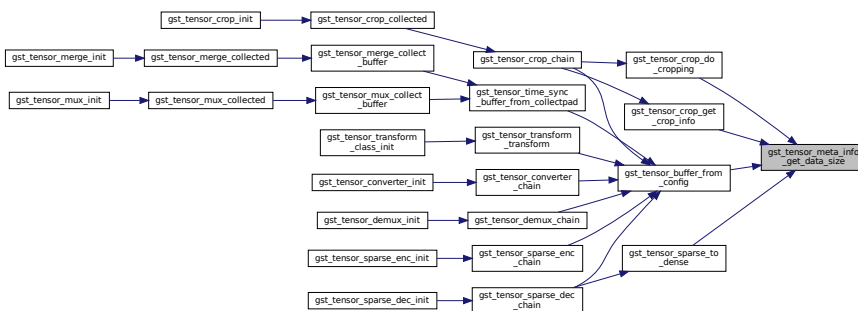 gst_tensor_crop_init
gst_tensor_crop_collected
gst_tensor_merge_init
gst_tensor_merge_collected
gst_tensor_merge_collect
_buffer
gst_tensor_crop_chain
gst_tensor_crop_do
_cropping
gst_tensor_mux_init
gst_tensor_mux_collected
gst_tensor_mux_collect
_buffer
gst_tensor_time_sync
_buffer_from_collectpad
gst_tensor_crop_get
_crop_info
gst_tensor_transform
_class_init
gst_tensor_transform
_transform
gst_tensor_meta_info
_get_data_size
gst_tensor_converter_init
gst_tensor_converter
_chain
gst_tensor_buffer_from
_config
gst_tensor_demux_init
gst_tensor_demux_chain
gst_tensor_sparse_enc_init
gst_tensor_sparse_enc
_chain
gst_tensor_sparse_to
_dense
gst_tensor_sparse_dec_init
gst_tensor_sparse_dec
_chain